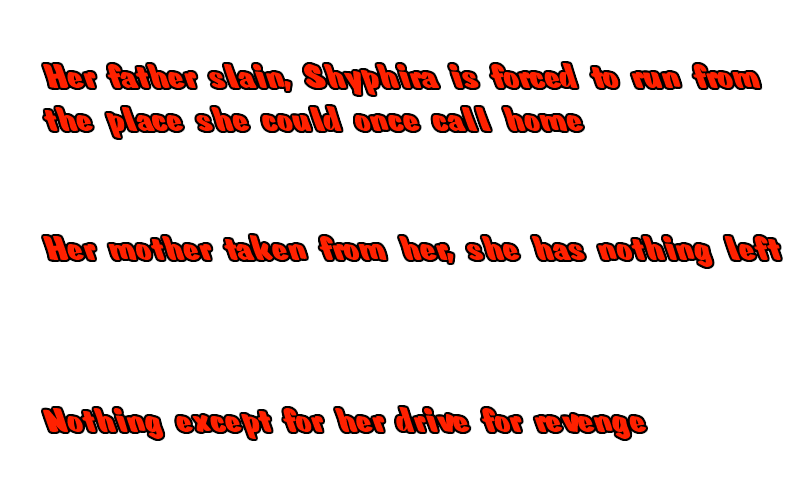 Her father slain, Shyphira is forced to run from
the place she could once call home
Her mother taken from her, she has nothing left
Nothing except for her drive for revenge